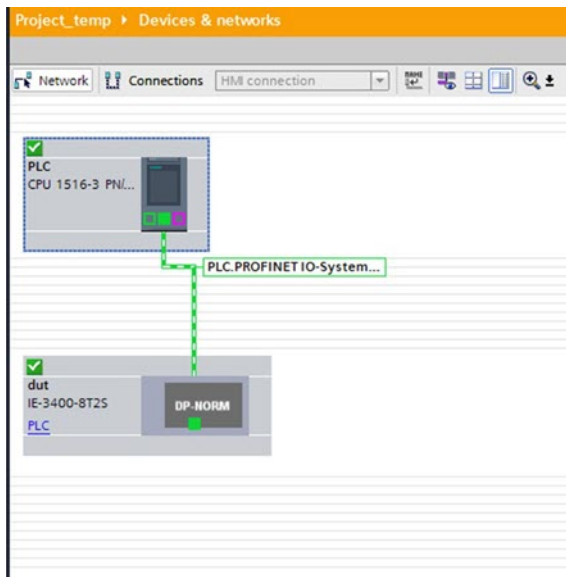 Project_temp ▸ Devices & networks
Network Connections HMI connection
PLC
CPU 1516-3 PN/...
PLC.PROFINET IO-System...
dut
IE-3400-8T2S
DP-NORM
PLC